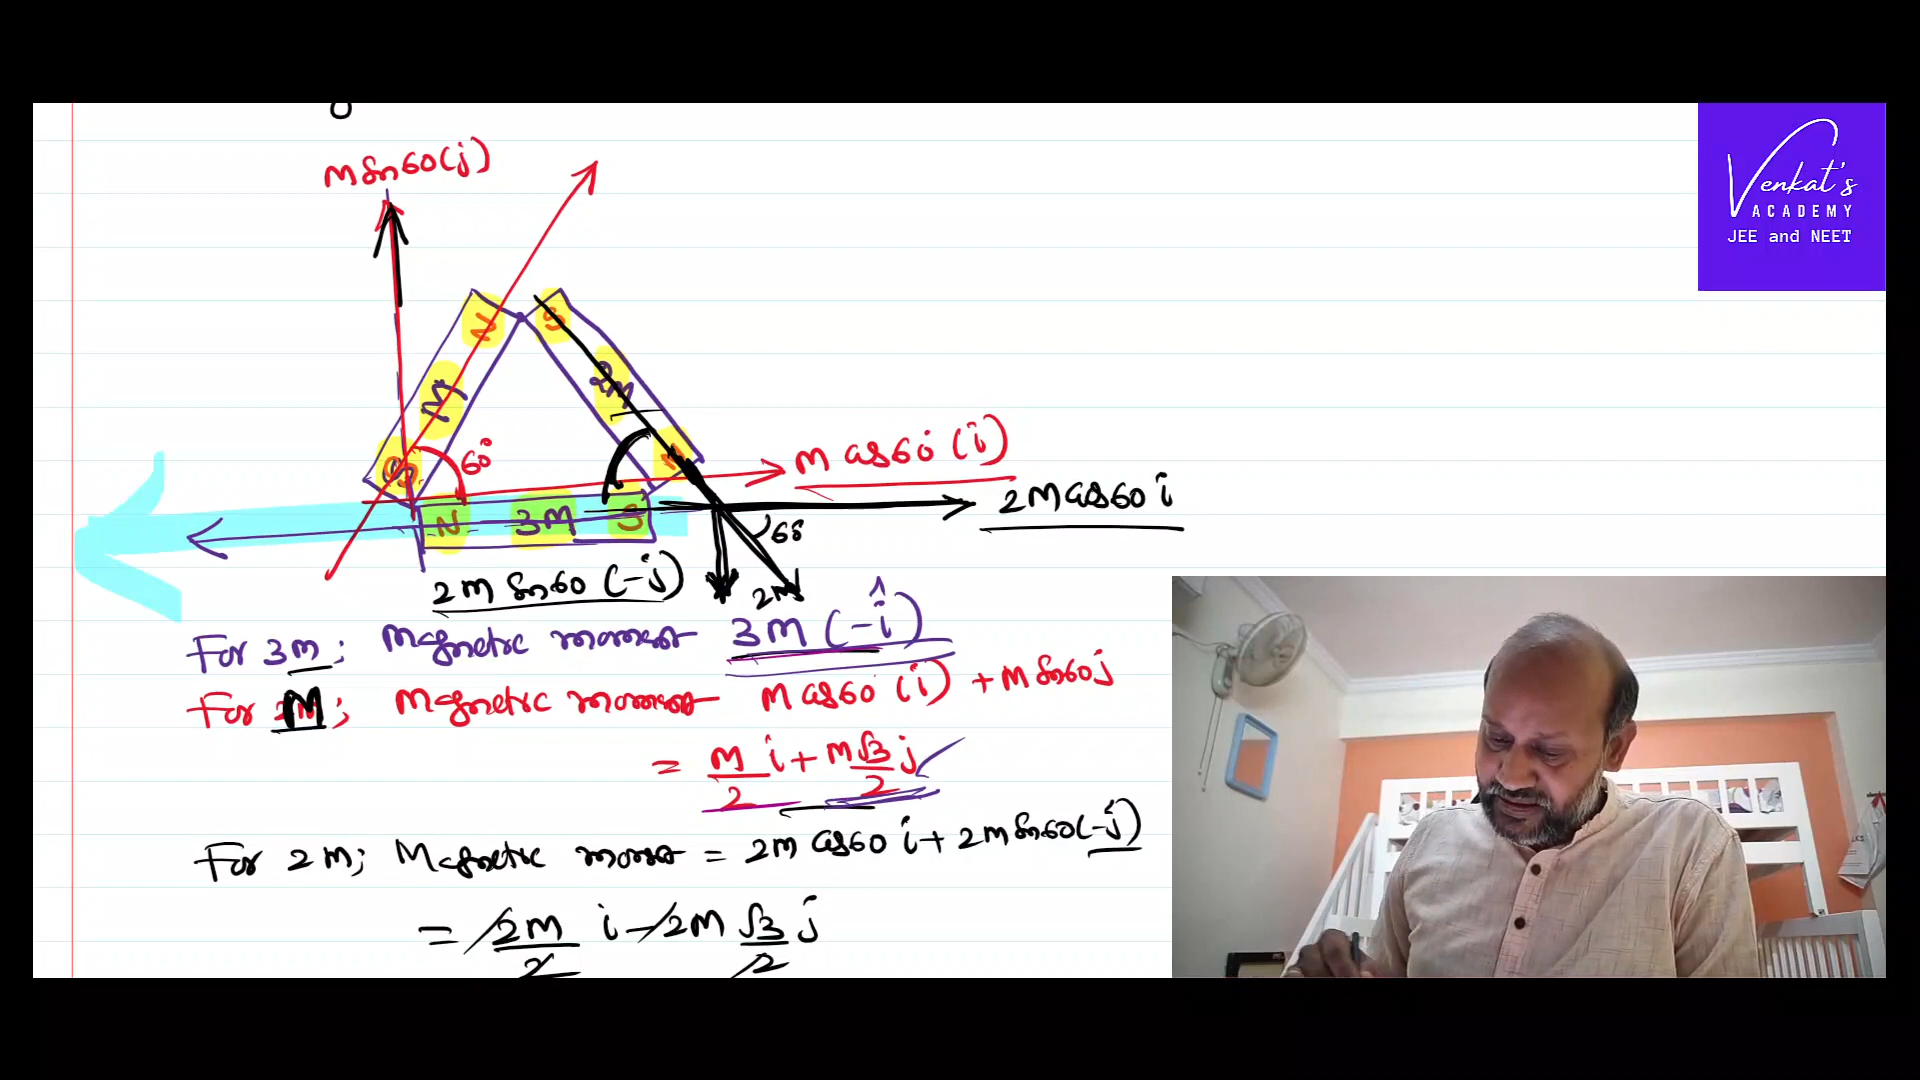 M Sin60(j)
N
S
M
2M
S
60°
N
M cos60 (i)
2M cos60 i
N 3M S
60
2M Sin60 (-j)
2M
For 3M; Magnetic moment 3M (-î)
For M; Magnetic moment M cos60 (i) + M Sin60j
= M/2 i + M√3/2 j
For 2M; Magnetic moment = 2M cos60 i + 2M Sin60(-j)
= 2M/2 i - 2M √3/2 j
Venkat's
ACADEMY
JEE and NEET